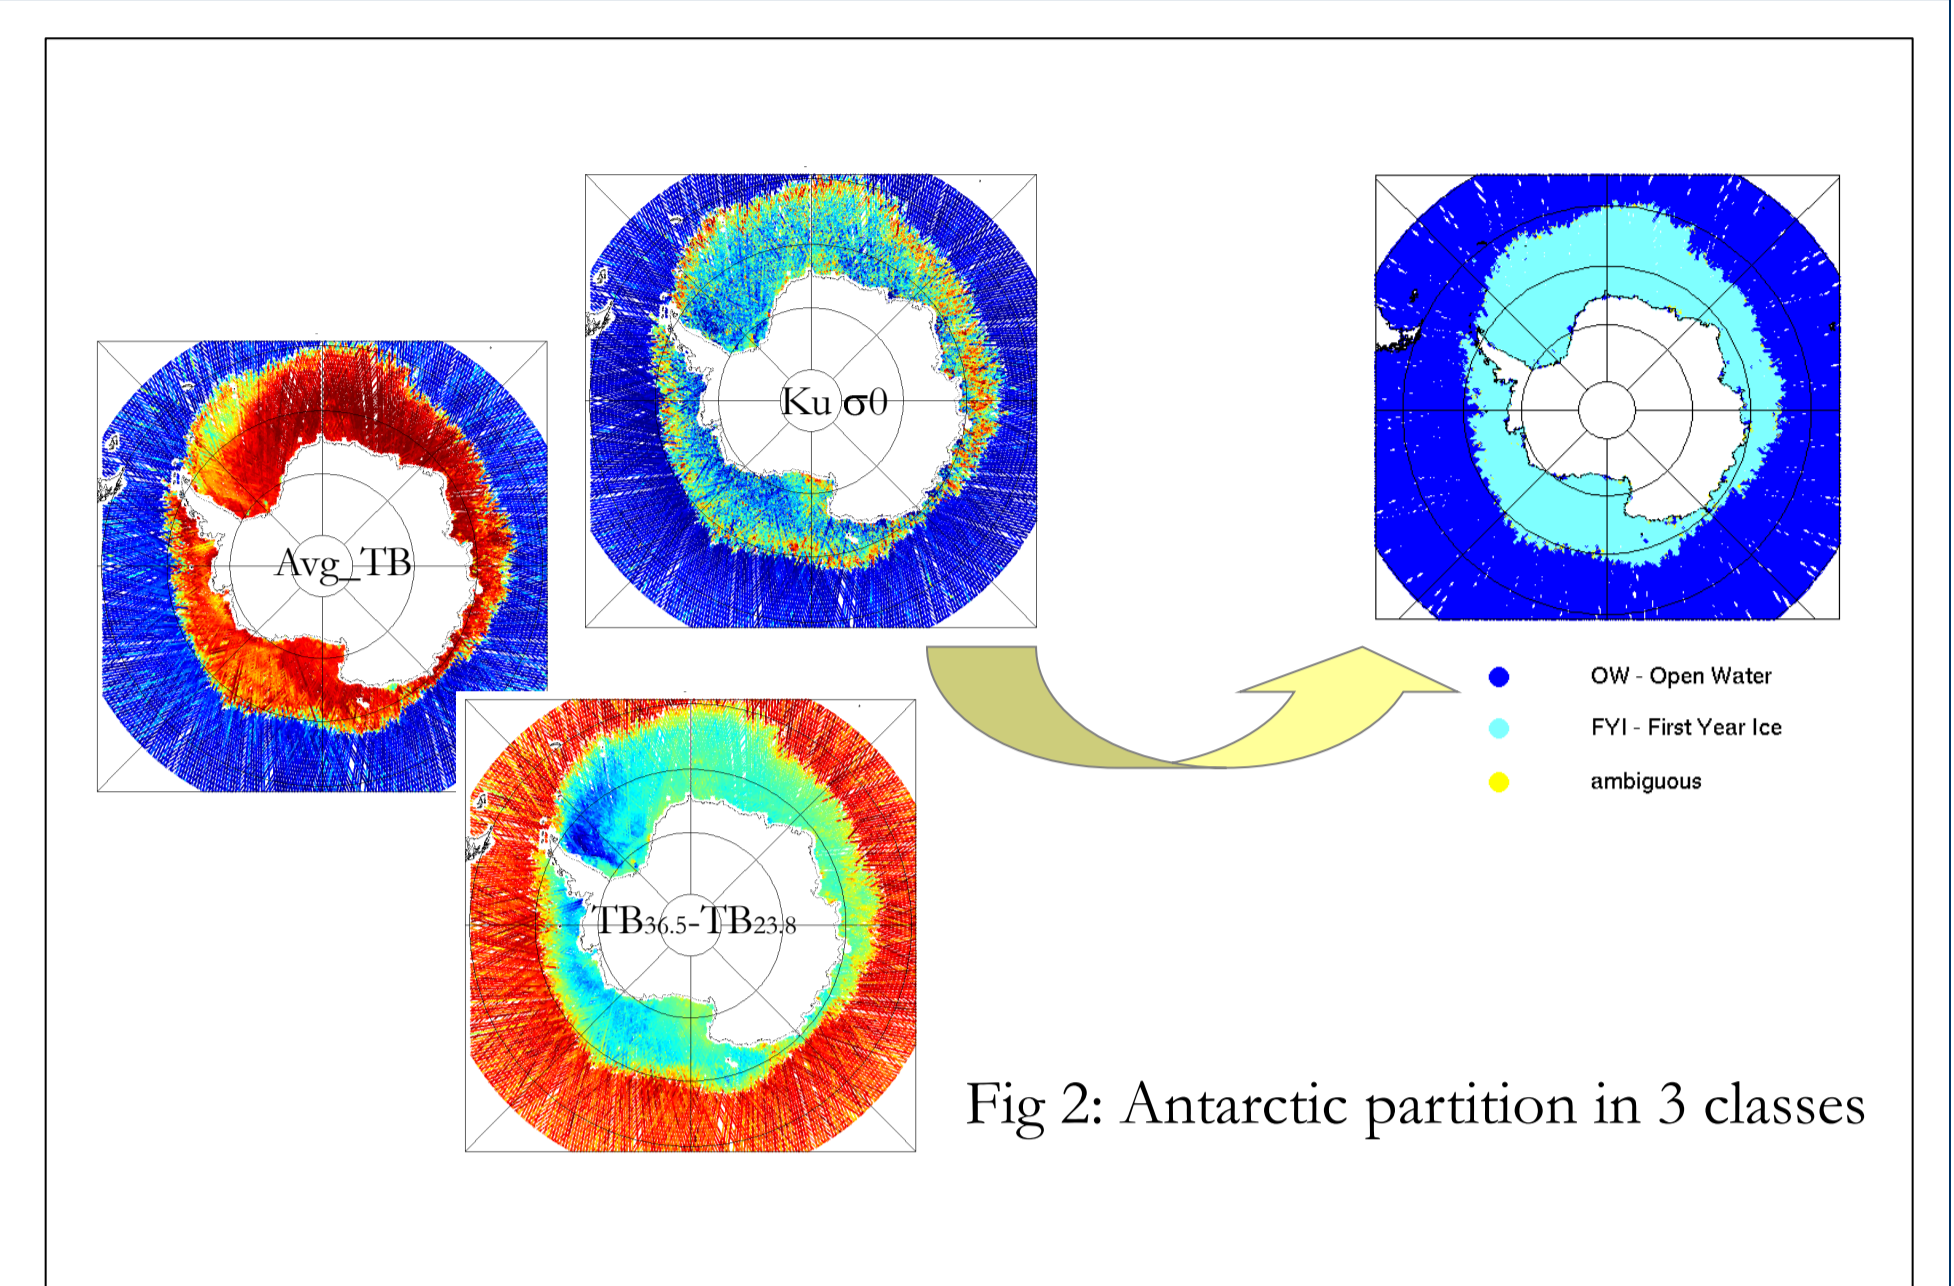 Ku σ0
Avg_TB
TB36.5-TB23.8
OW - Open Water
FYI - First Year Ice
ambiguous
Fig 2: Antarctic partition in 3 classes